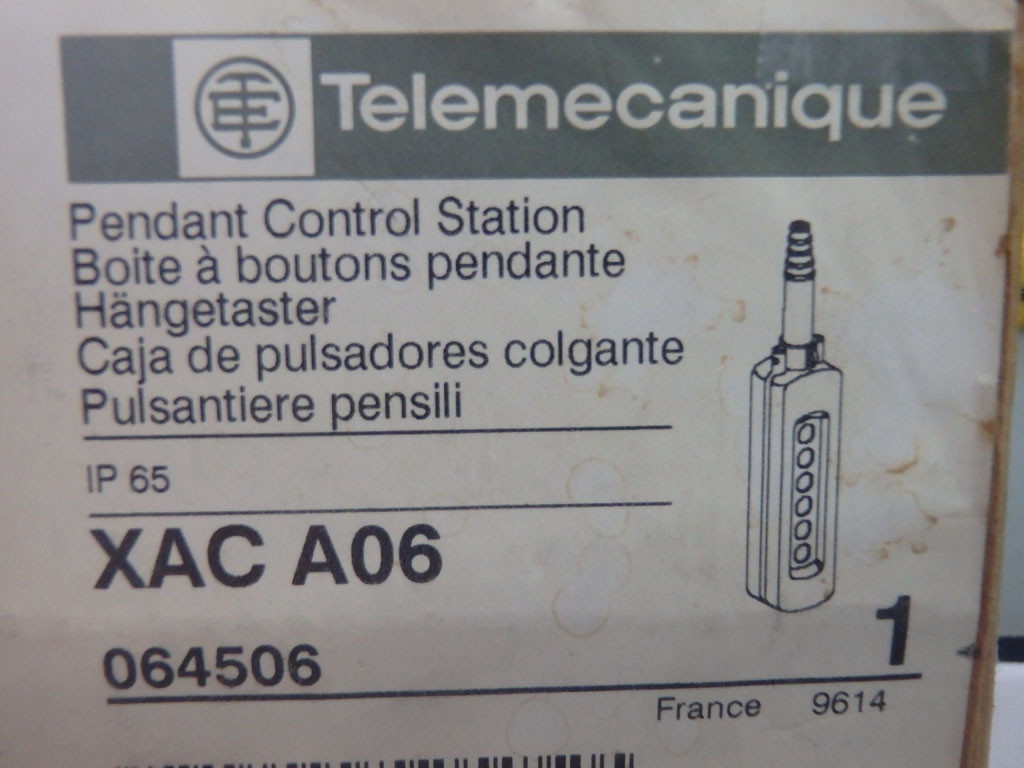 TE Telemecanique
Pendant Control Station
Boite à boutons pendante
Hängetaster
Caja de pulsadores colgante
Pulsantiere pensili
IP 65
XAC A06
064506
1
France 9614